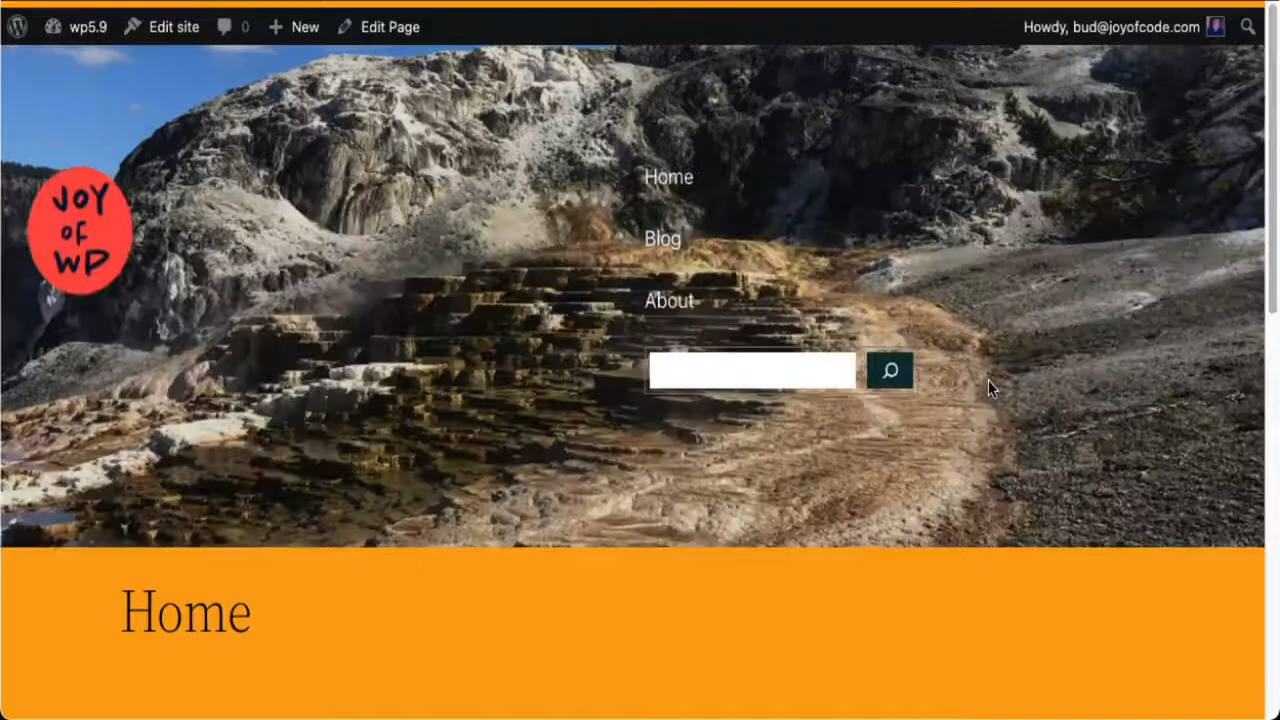 wp5.9 Edit site 0 New Edit Page Howdy, bud@joyofcode.com
JOY
OF
WP
Home
Blog
About
Home